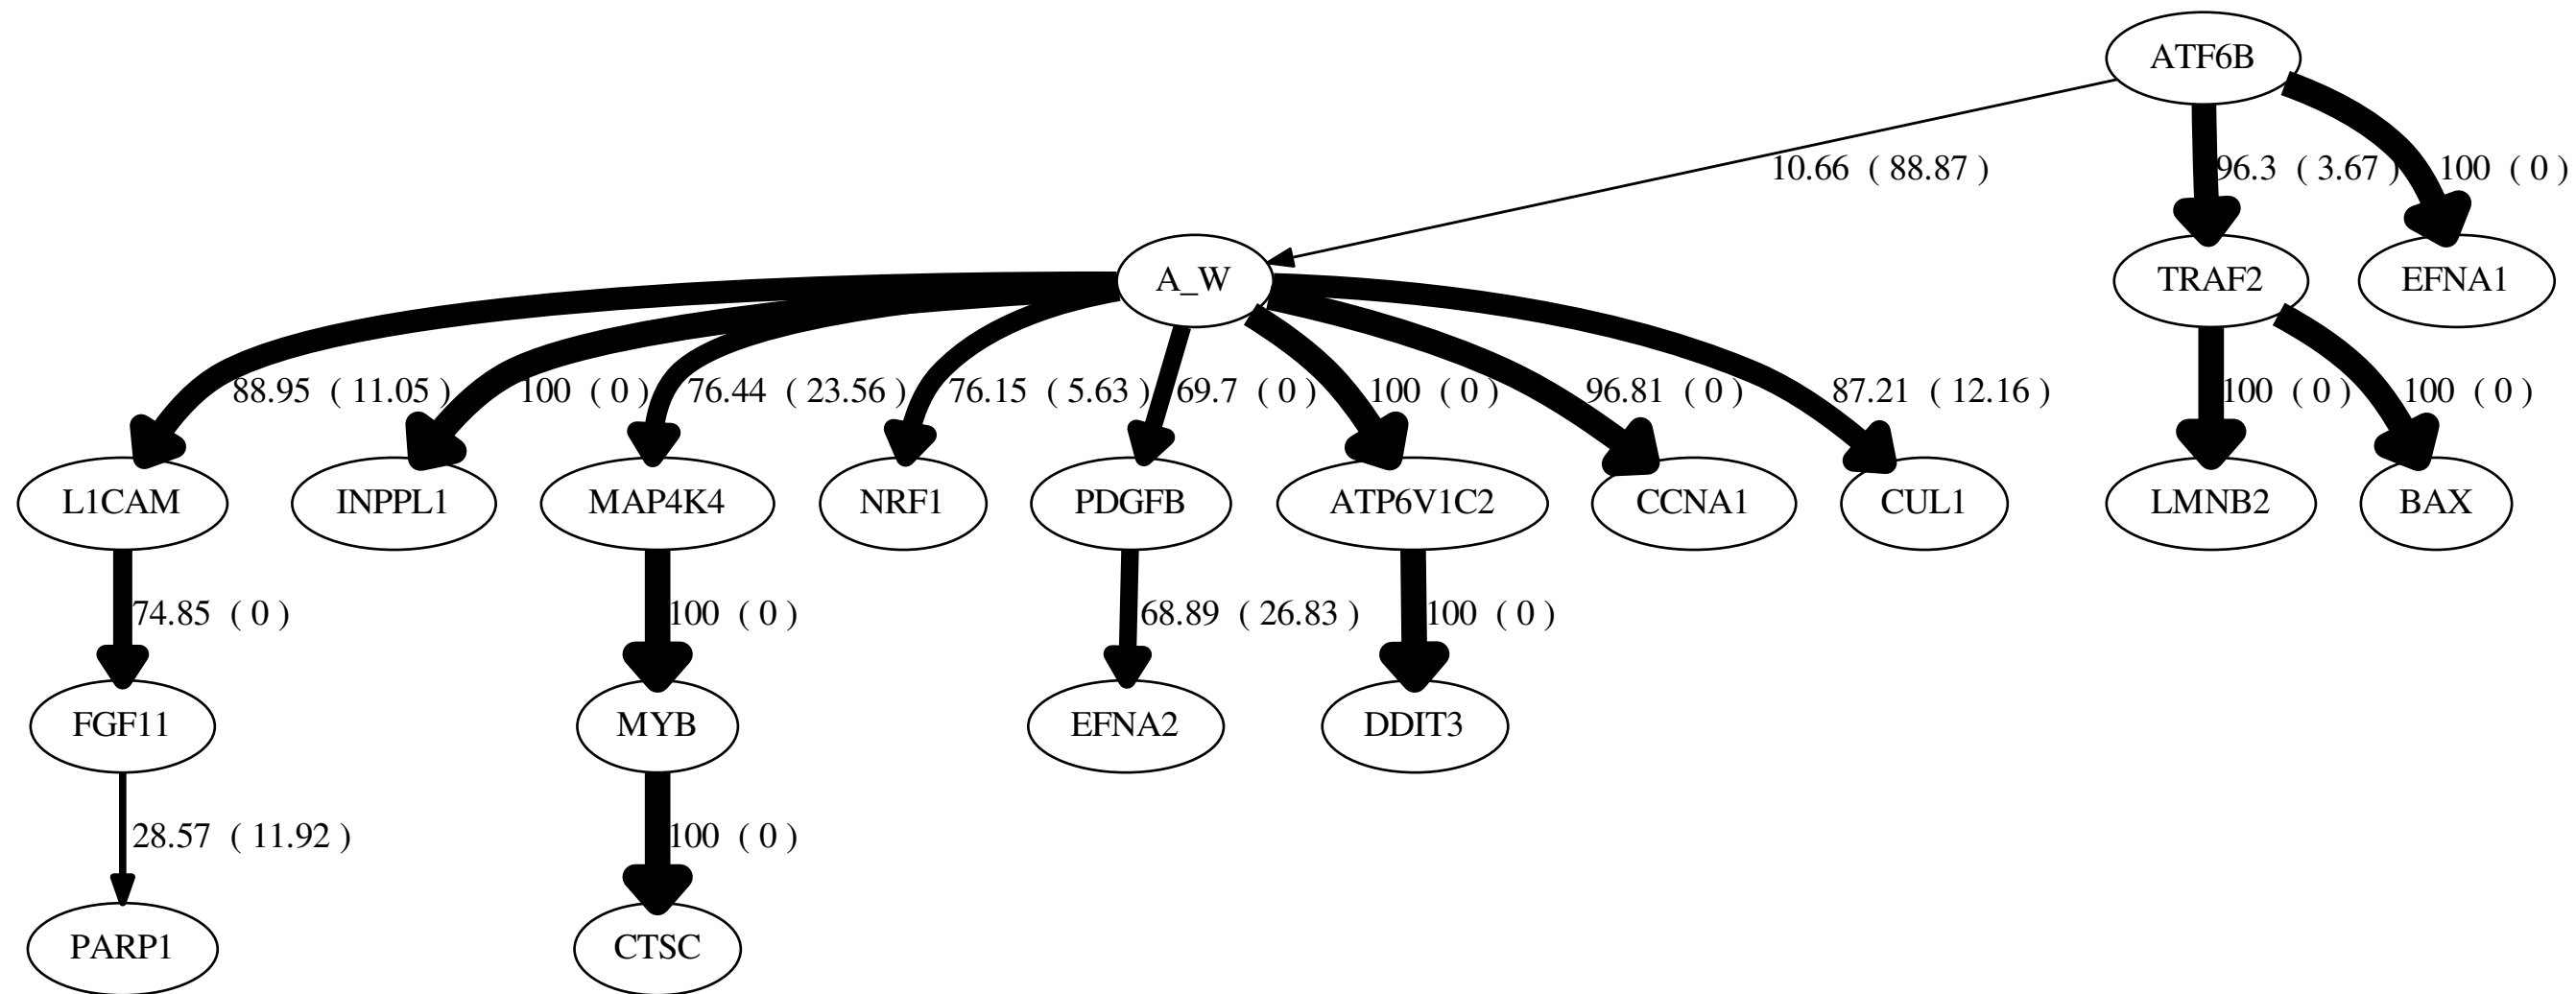 ATF6B
10.66 ( 88.87 )
96.3 ( 3.67 )
100 ( 0 )
A_W
TRAF2
EFNA1
88.95 ( 11.05 )
100 ( 0 )
76.44 ( 23.56 )
76.15 ( 5.63 )
69.7 ( 0 )
100 ( 0 )
96.81 ( 0 )
87.21 ( 12.16 )
100 ( 0 )
100 ( 0 )
L1CAM
INPPL1
MAP4K4
NRF1
PDGFB
ATP6V1C2
CCNA1
CUL1
LMNB2
BAX
74.85 ( 0 )
100 ( 0 )
68.89 ( 26.83 )
100 ( 0 )
FGF11
MYB
EFNA2
DDIT3
28.57 ( 11.92 )
100 ( 0 )
PARP1
CTSC